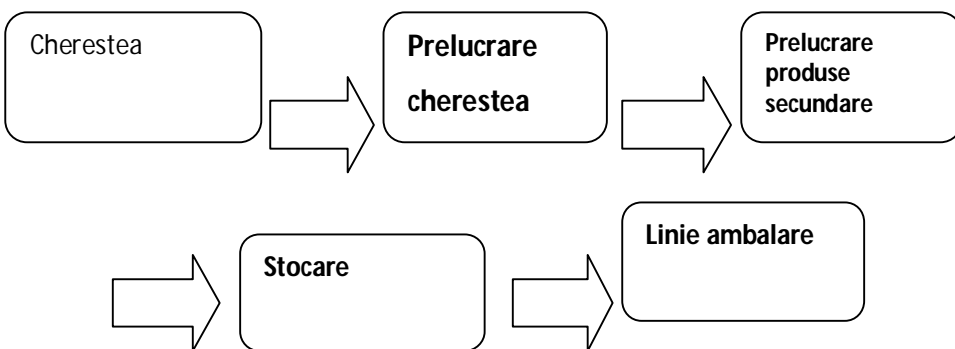 Cherestea
Prelucrare
cherestea
Prelucrare
produse
secundare
Stocare
Linie ambalare